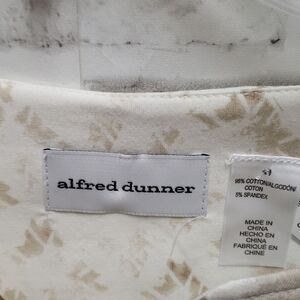 alfred dunner
95% COTTON/ALGODÓN/
COTON
5% SPANDEX
MADE IN
CHINA
HECHO EN
CHINA
FABRIQUÉ EN
CHINE